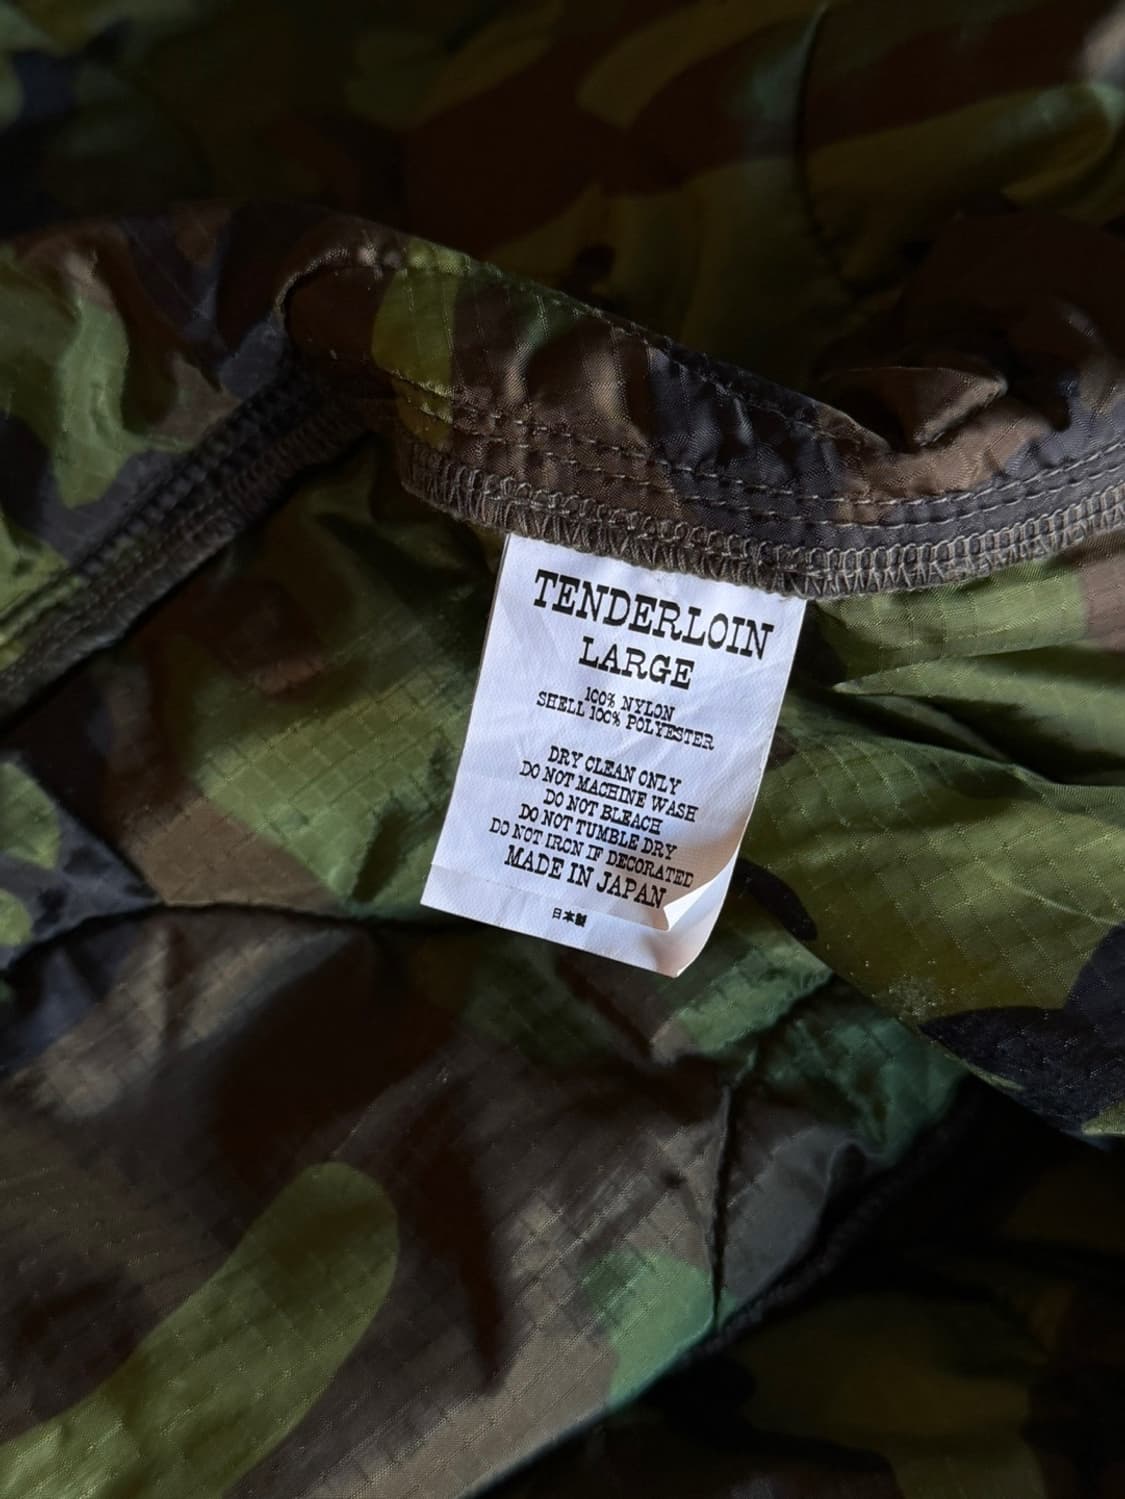 TENDERLOIN
LARGE
100% NYLON
SHELL 100% POLYESTER
DRY CLEAN ONLY
DO NOT MACHINE WASH
DO NOT BLEACH
DO NOT TUMBLE DRY
DO NOT IRON IF DECORATED
MADE IN JAPAN
日本製